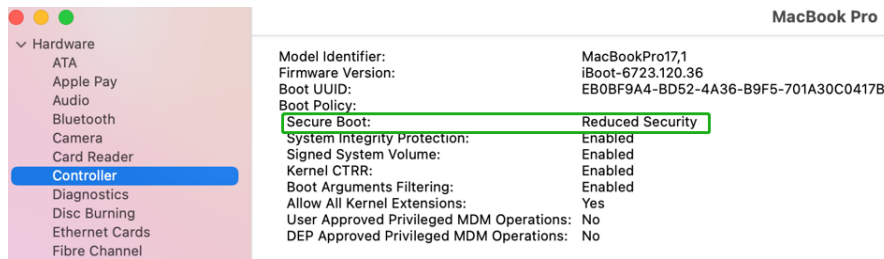 MacBook Pro
Hardware
ATA
Apple Pay
Audio
Bluetooth
Camera
Card Reader
Controller
Diagnostics
Disc Burning
Ethernet Cards
Fibre Channel
Model Identifier: MacBookPro17,1
Firmware Version: iBoot-6723.120.36
Boot UUID: EB0BF9A4-BD52-4A36-B9F5-701A30C0417B
Boot Policy:
Secure Boot: Reduced Security
System Integrity Protection: Enabled
Signed System Volume: Enabled
Kernel CTRR: Enabled
Boot Arguments Filtering: Enabled
Allow All Kernel Extensions: Yes
User Approved Privileged MDM Operations: No
DEP Approved Privileged MDM Operations: No